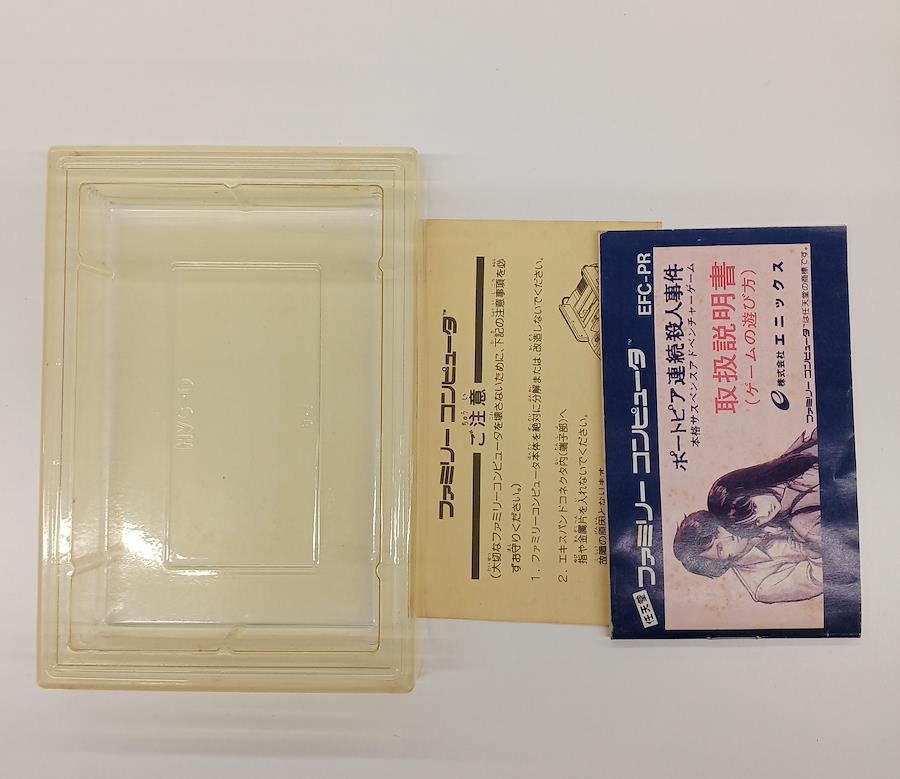 ファミリー コンピュータ™
ご注意
(大切なファミリーコンピュータを壊さないために、下記の注意事項を必
ずお守りください。)
1. ファミリーコンピュータ本体を絶対に分解または、改造しないでください。
2. エキスパンドコネクタ内(端子部)へ
指や金属片を入れないでください。
故障の原因となります
任天堂 ファミリー コンピュータ™ EFC-PR
ポートピア連続殺人事件
本格サスペンスアドベンチャーゲーム
取扱説明書
(ゲームの遊び方)
株式会社 エニックス
ファミリー コンピュータ™は任天堂の商標です。